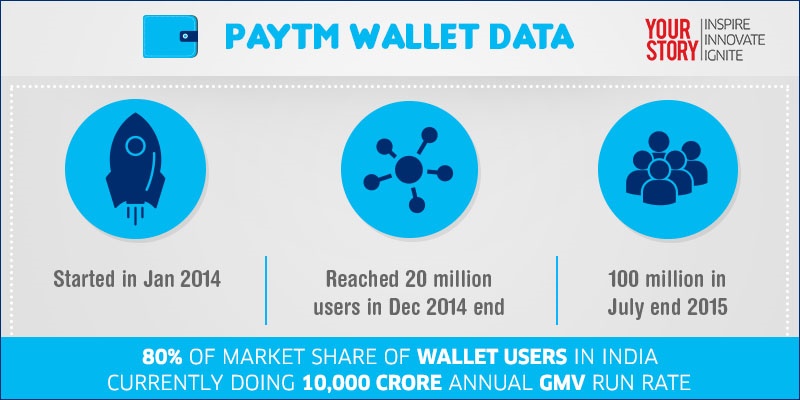 PAYTM WALLET DATA
YOUR
STORY
INSPIRE
INNOVATE
IGNITE
Started in Jan 2014
Reached 20 million
users in Dec 2014 end
100 million in
July end 2015
80% OF MARKET SHARE OF WALLET USERS IN INDIA
CURRENTLY DOING 10,000 CRORE ANNUAL GMV RUN RATE